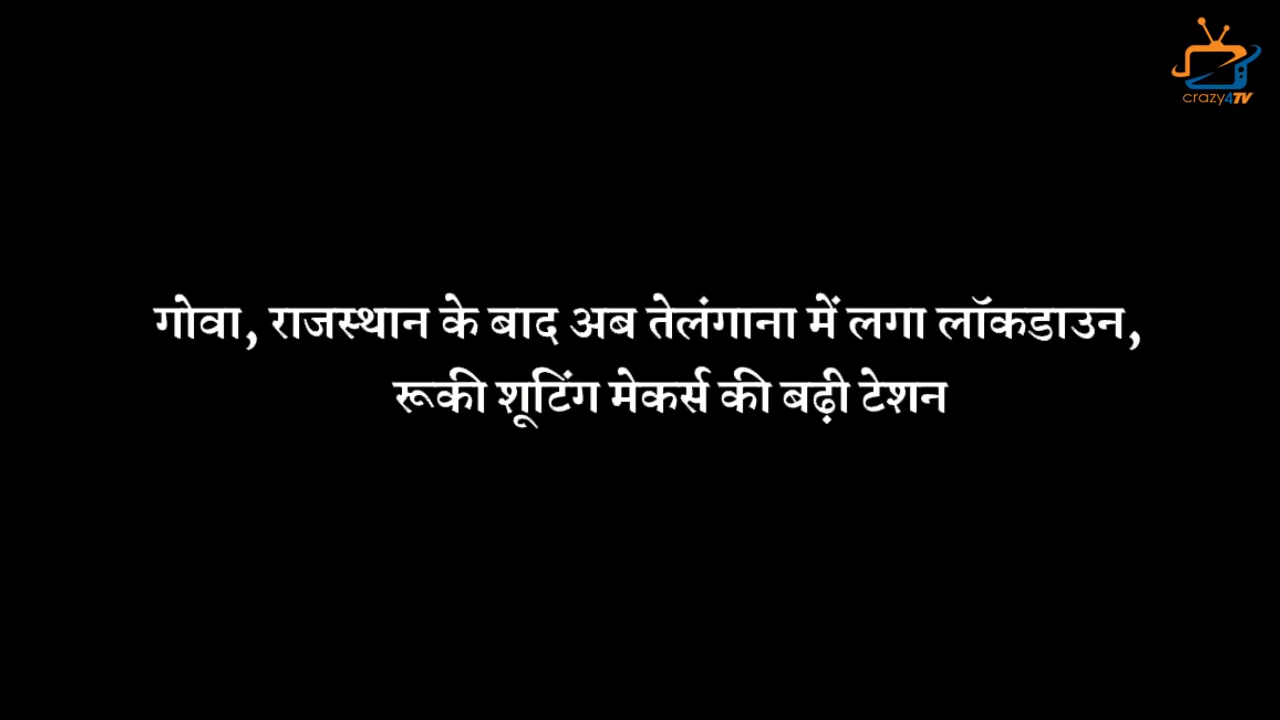 crazy4TV
गोवा, राजस्थान के बाद अब तेलंगाना में लगा लॉकडाउन,
रूकी शूटिंग मेकर्स की बढ़ी टेशन